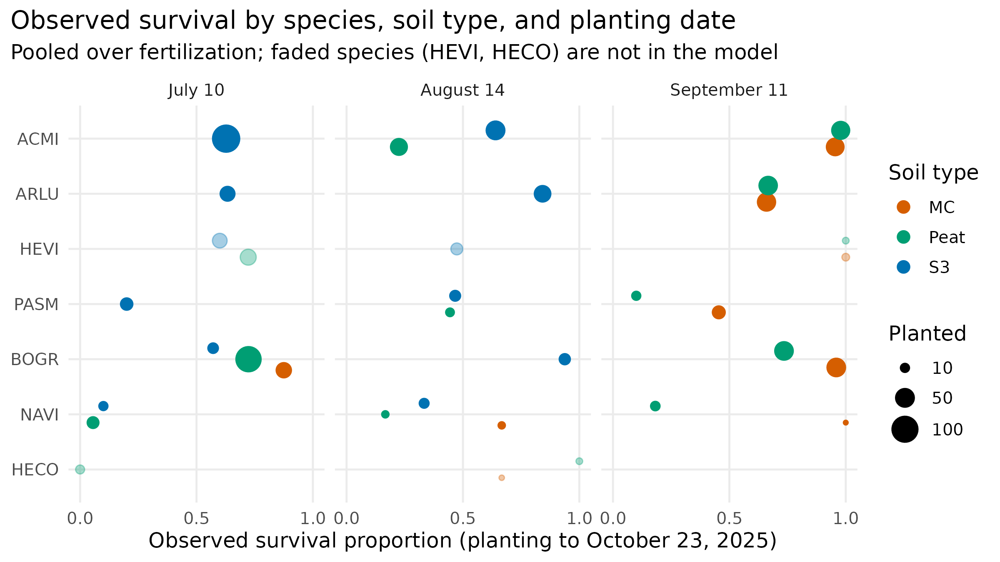 Observed survival by species, soil type, and planting date
Pooled over fertilization; faded species (HEVI, HECO) are not in the model
July 10
August 14
September 11
ACMI
ARLU
HEVI
PASM
BOGR
NAVI
HECO
0.0 0.5 1.0
0.0 0.5 1.0
0.0 0.5 1.0
Observed survival proportion (planting to October 23, 2025)
Soil type
MC
Peat
S3
Planted
10
50
100